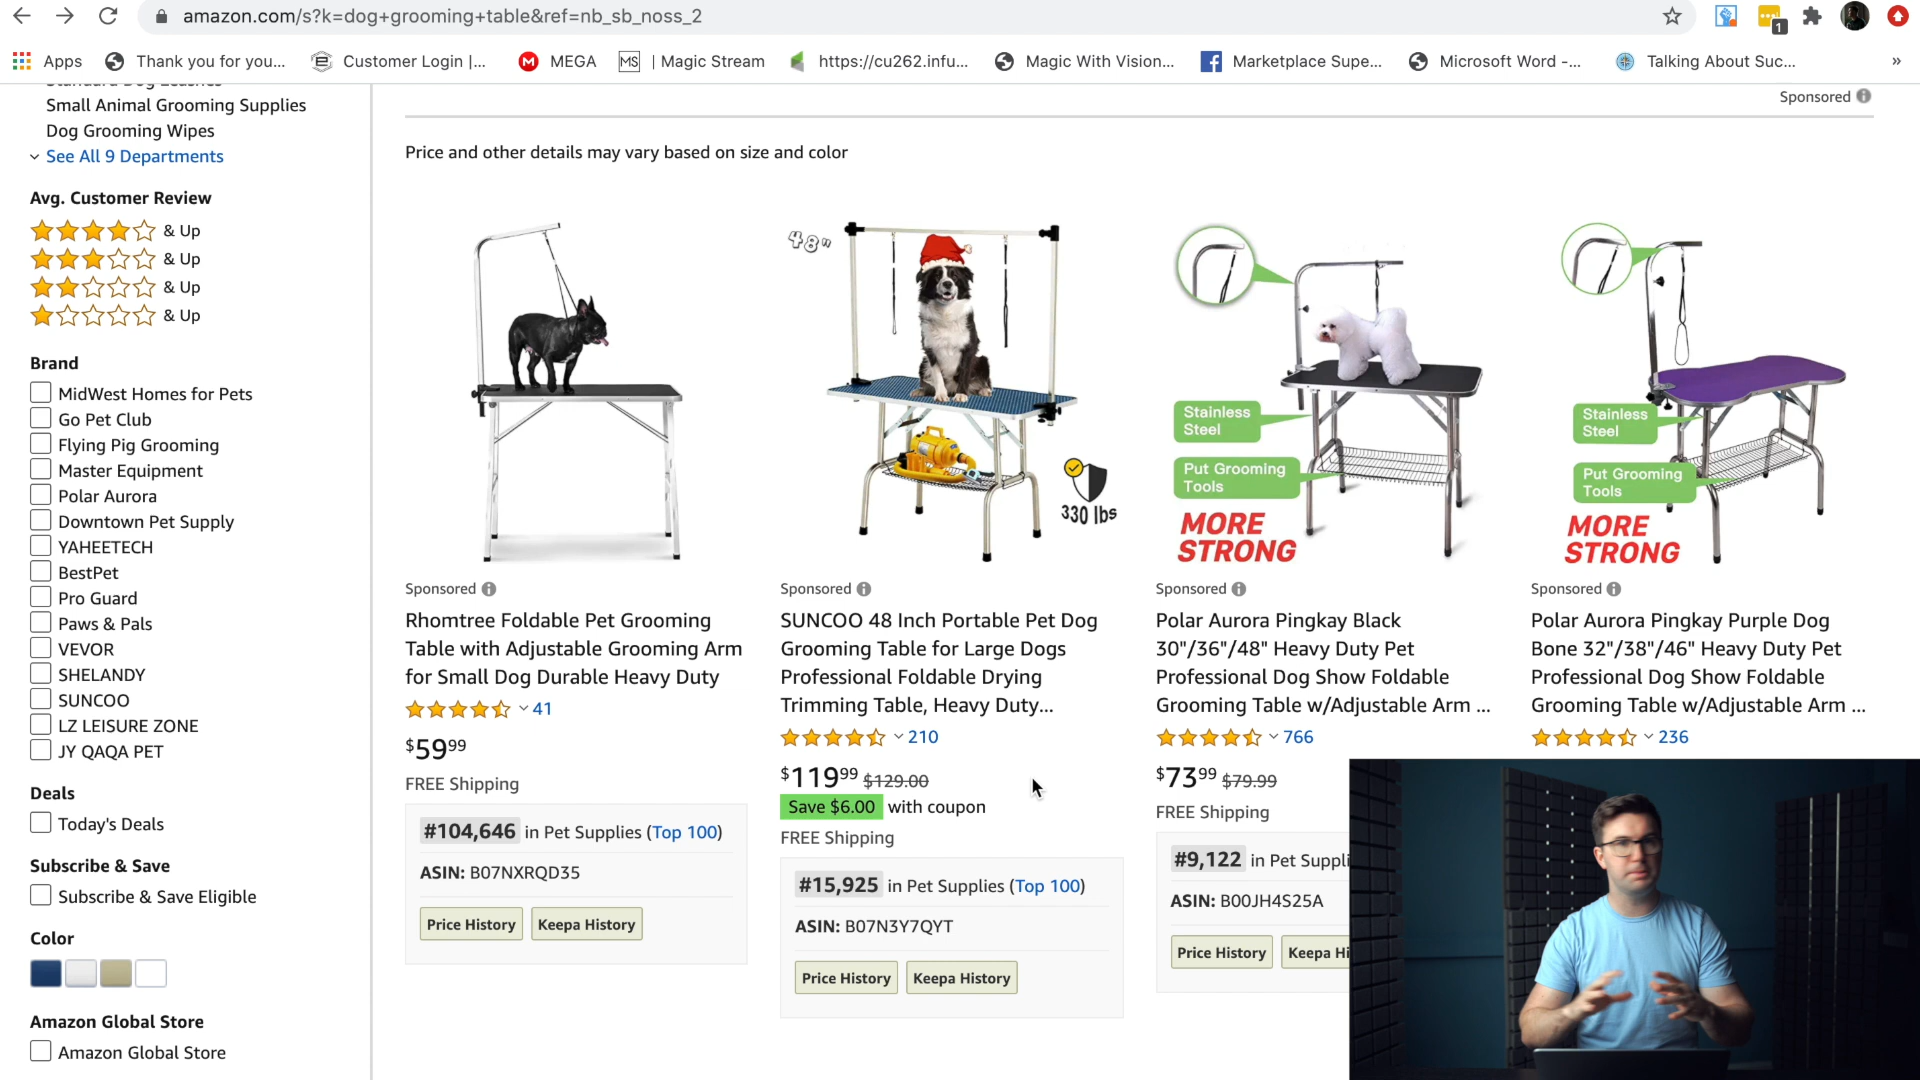 amazon.com/s?k=dog+grooming+table&ref=nb_sb_noss_2
1
Apps
Thank you for you...
Customer Login |...
MEGA
MS | Magic Stream
https://cu262.infu...
Magic With Vision...
Marketplace Supe...
Microsoft Word -...
Talking About Suc...
»
Standard Dog Leashes
Small Animal Grooming Supplies
Dog Grooming Wipes
See All 9 Departments
Avg. Customer Review
& Up
& Up
& Up
& Up
Brand
MidWest Homes for Pets
Go Pet Club
Flying Pig Grooming
Master Equipment
Polar Aurora
Downtown Pet Supply
YAHEETECH
BestPet
Pro Guard
Paws & Pals
VEVOR
SHELANDY
SUNCOO
LZ LEISURE ZONE
JY QAQA PET
Deals
Today's Deals
Subscribe & Save
Subscribe & Save Eligible
Color
Amazon Global Store
Amazon Global Store
Sponsored
Price and other details may vary based on size and color
Sponsored
Rhomtree Foldable Pet Grooming
Table with Adjustable Grooming Arm
for Small Dog Durable Heavy Duty
41
$5999
FREE Shipping
#104,646 in Pet Supplies (Top 100)
ASIN: B07NXRQD35
Price History
Keepa History
48"
330 lbs
Sponsored
SUNCOO 48 Inch Portable Pet Dog
Grooming Table for Large Dogs
Professional Foldable Drying
Trimming Table, Heavy Duty...
210
$11999 $129.00
Save $6.00 with coupon
FREE Shipping
#15,925 in Pet Supplies (Top 100)
ASIN: B07N3Y7QYT
Price History
Keepa History
Stainless
Steel
Put Grooming
Tools
MORE
STRONG
Sponsored
Polar Aurora Pingkay Black
30"/36"/48" Heavy Duty Pet
Professional Dog Show Foldable
Grooming Table w/Adjustable Arm ...
766
$7399 $79.99
FREE Shipping
#9,122 in Pet Suppli
ASIN: B00JH4S25A
Price History
Keepa Hi
Stainless
Steel
Put Grooming
Tools
MORE
STRONG
Sponsored
Polar Aurora Pingkay Purple Dog
Bone 32"/38"/46" Heavy Duty Pet
Professional Dog Show Foldable
Grooming Table w/Adjustable Arm ...
236